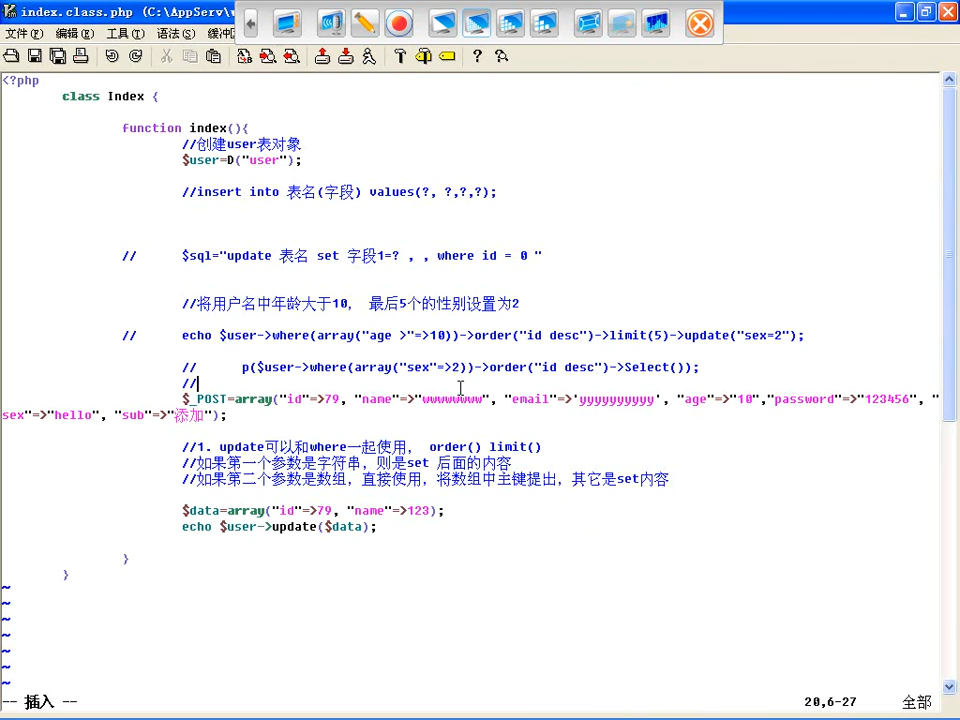 index.class.php (C:\AppServ\w
文件(F) 编辑(E) 工具(T) 语法(S) 缓冲区
<?php
class Index {
function index(){
//创建user表对象
$user=D("user");
//insert into 表名(字段) values(?, ?,?,?);
// $sql="update 表名 set 字段1=? , , where id = 0 "
//将用户名中年龄大于10, 最后5个的性别设置为2
// echo $user->where(array("age >"=>10))->order("id desc")->limit(5)->update("sex=2");
// p($user->where(array("sex"=>2))->order("id desc")->Select());
//
$_POST=array("id"=>79, "name"=>"wwwwwwww", "email"=>'yyyyyyyyyy', "age"=>"10","password"=>"123456", "
sex"=>"hello", "sub"=>"添加");
//1. update可以和where一起使用, order() limit()
//如果第一个参数是字符串，则是set 后面的内容
//如果第二个参数是数组，直接使用，将数组中主键提出，其它是set内容
$data=array("id"=>79, "name"=>123);
echo $user->update($data);
}
}
~
~
~
~
~
~
~
-- 插入 -- 20,6-27 全部